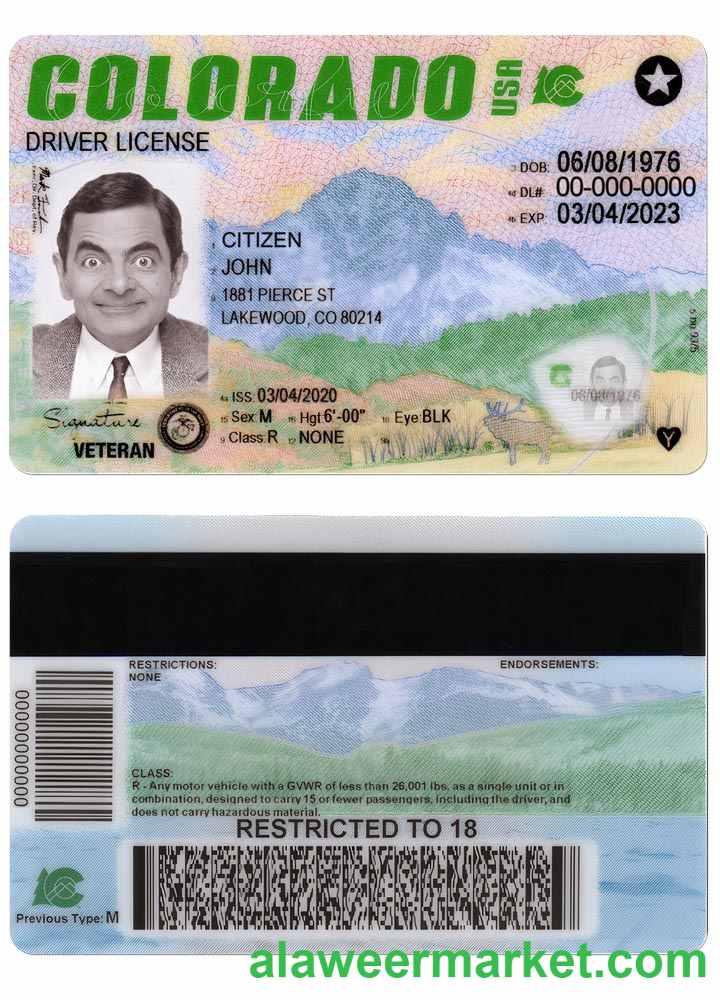 COLORADO USA
DRIVER LICENSE
DOB: 06/08/1976
4d DL# 00-000-0000
4b EXP 03/04/2023
CITIZEN
JOHN
1881 PIERCE ST
LAKEWOOD, CO 80214
4a ISS: 03/04/2020
15 Sex M 16 Hgt 6'-00" 18 Eye: BLK
9 Class: R 12 NONE
06/08/1976
Signature
VETERAN
Y
RESTRICTIONS:
NONE
ENDORSEMENTS:
0000000000
CLASS:
R - Any motor vehicle with a GVWR of less than 26,001 lbs. as a single unit or in
combination, designed to carry 15 or fewer passengers, including the driver, and
does not carry hazardous material.
RESTRICTED TO 18
C
Previous Type: M
alaweermarket.com